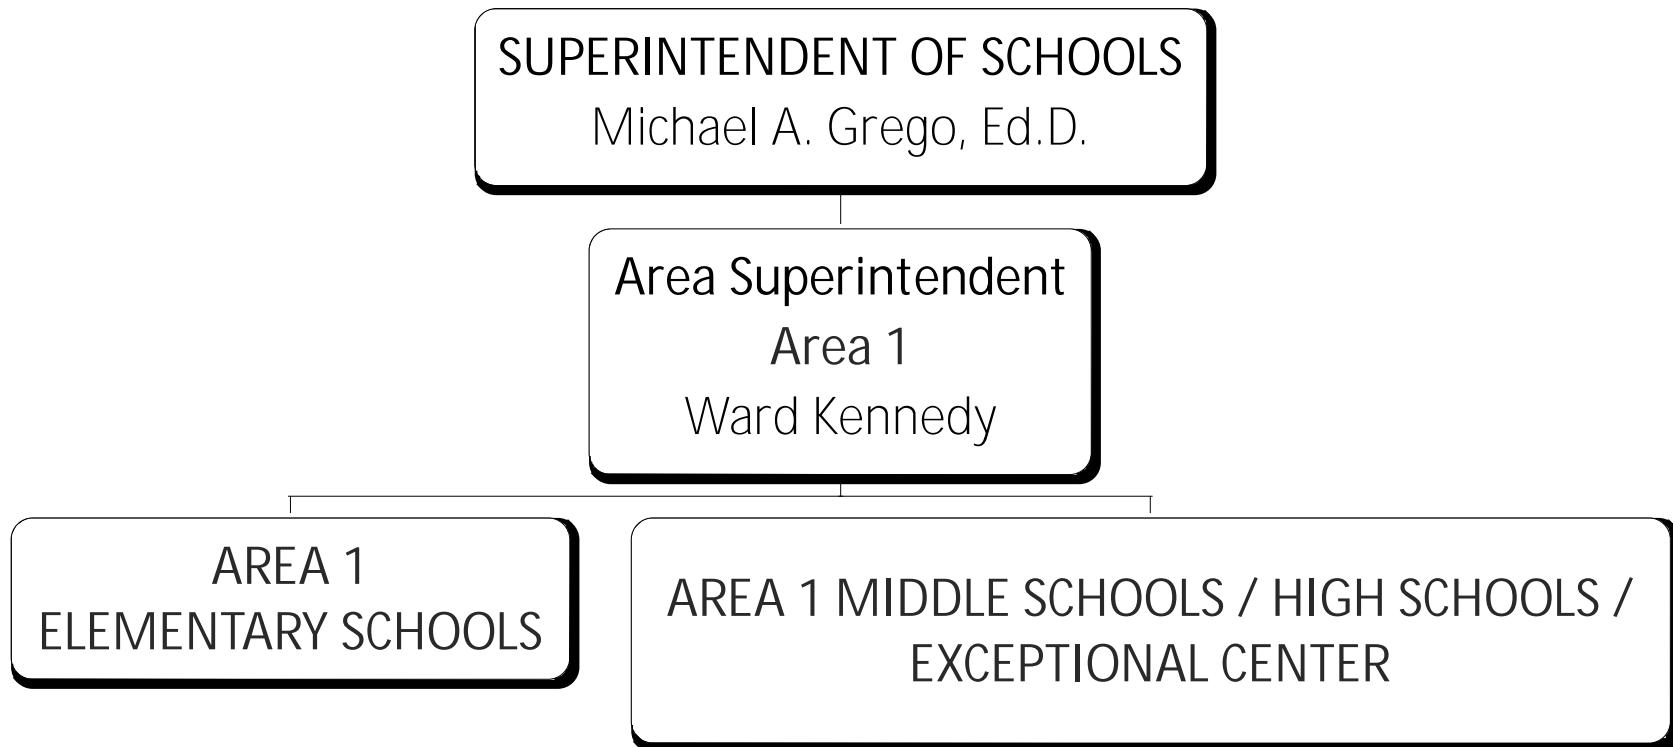 SUPERINTENDENT OF SCHOOLS
Michael A. Grego, Ed.D.
Area Superintendent
Area 1
Ward Kennedy
AREA 1
ELEMENTARY SCHOOLS
AREA 1 MIDDLE SCHOOLS / HIGH SCHOOLS /
EXCEPTIONAL CENTER